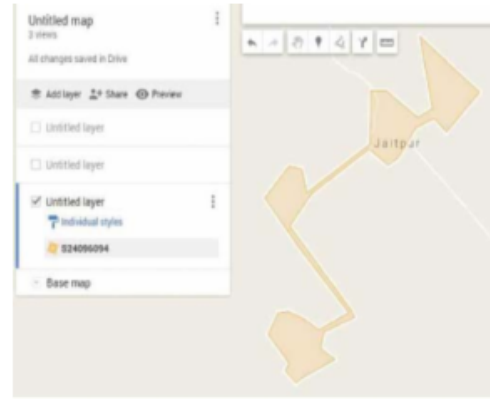 Untitled map
3 views
All changes saved in Drive
Add layer Share Preview
Untitled layer
Untitled layer
Untitled layer
Individual styles
S24096094
Base map
Jaitpur